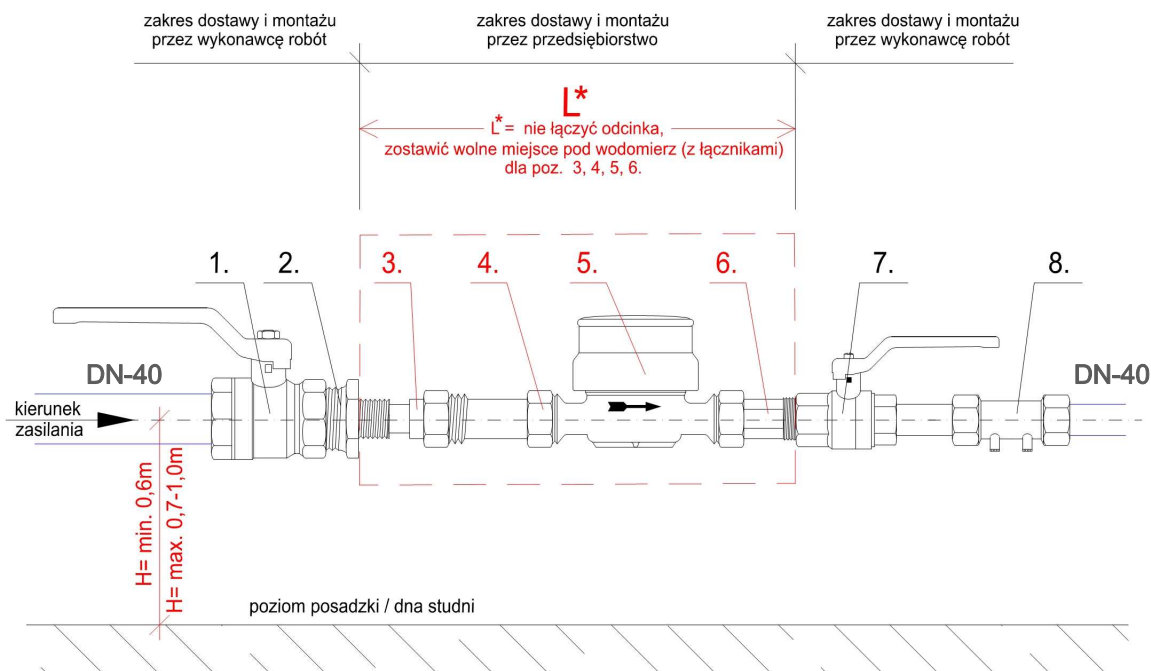 zakres dostawy i montażu
przez wykonawcę robót
zakres dostawy i montażu
przez przedsiębiorstwo
zakres dostawy i montażu
przez wykonawcę robót
L*
L* = nie łączyć odcinka,
zostawić wolne miejsce pod wodomierz (z łącznikami)
dla poz. 3, 4, 5, 6.
1.
2.
3.
4.
5.
6.
7.
8.
DN-40
DN-40
kierunek
zasilania
H= min. 0,6m
H= max. 0,7-1,0m
poziom posadzki / dna studni